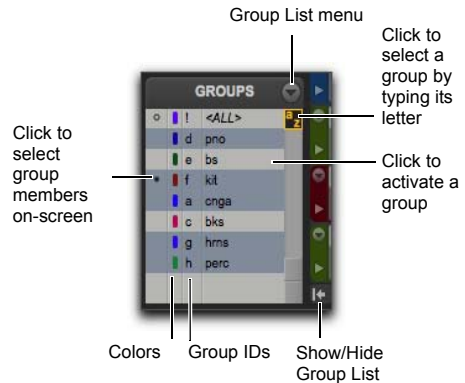 Group List menu
Click to
select a
group by
typing its
letter
GROUPS
! <ALL>
a
z
d pno
e bs
f kit
a cnga
c bks
g hrns
h perc
Click to
select
group
members
on-screen
Click to
activate a
group
Colors
Group IDs
Show/Hide
Group List